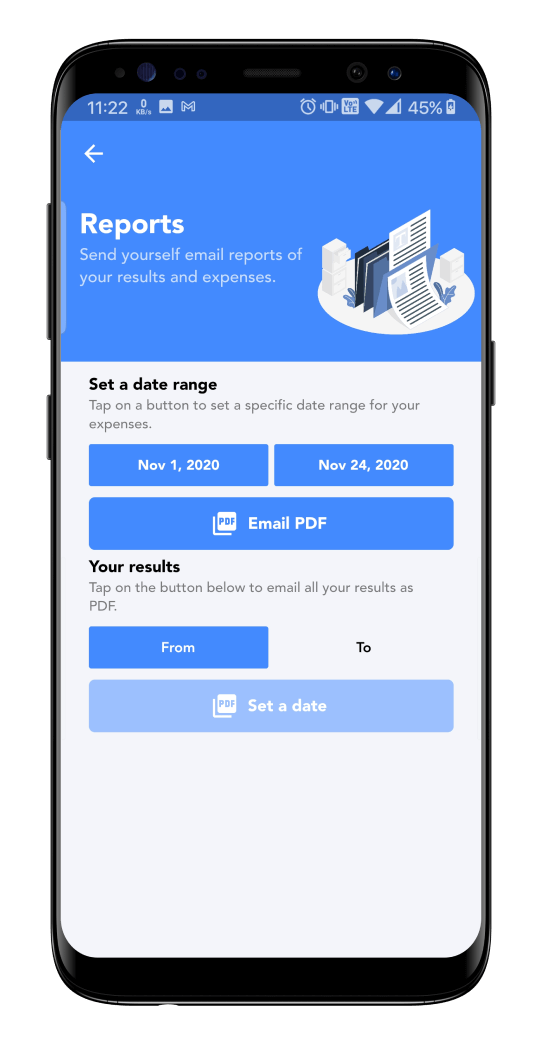 11:22 0 KB/s Vo)) LTE 45%
Reports
Send yourself email reports of
your results and expenses.
Set a date range
Tap on a button to set a specific date range for your
expenses.
Nov 1, 2020 Nov 24, 2020
PDF Email PDF
Your results
Tap on the button below to email all your results as
PDF.
From To
PDF Set a date